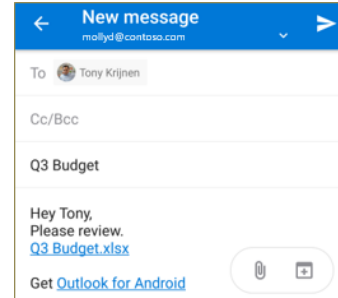 New message
mollyd@contoso.com
To Tony Krijnen
Cc/Bcc
Q3 Budget
Hey Tony,
Please review.
Q3 Budget.xlsx
Get Outlook for Android